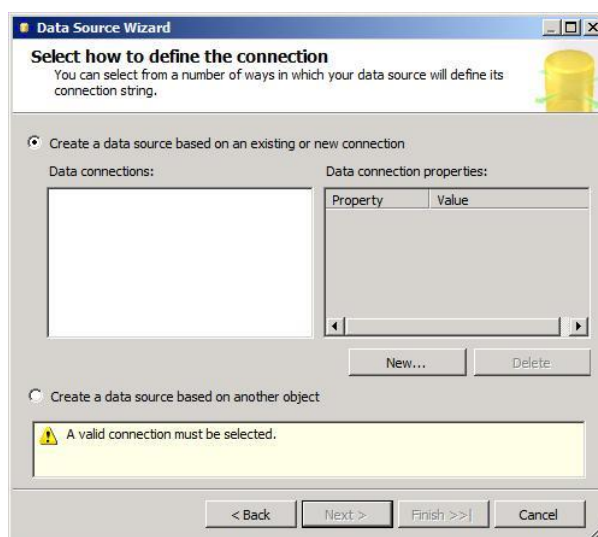 Data Source Wizard
Select how to define the connection
You can select from a number of ways in which your data source will define its
connection string.
Create a data source based on an existing or new connection
Data connections:
Data connection properties:
Property Value
New... Delete
Create a data source based on another object
A valid connection must be selected.
< Back Next > Finish >>| Cancel